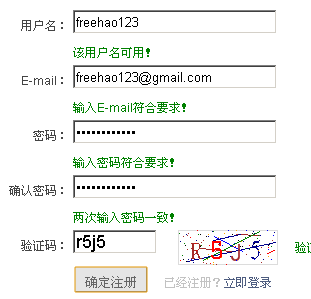 用户名： freehao123
该用户名可用！
E-mail： freehao123@gmail.com
输入E-mail符合要求！
密码： ••••••••••••
输入密码符合要求！
确认密码： ••••••••••••
两次输入密码一致！
验证码： r5j5 R5J5 验证
确定注册 已经注册？立即登录